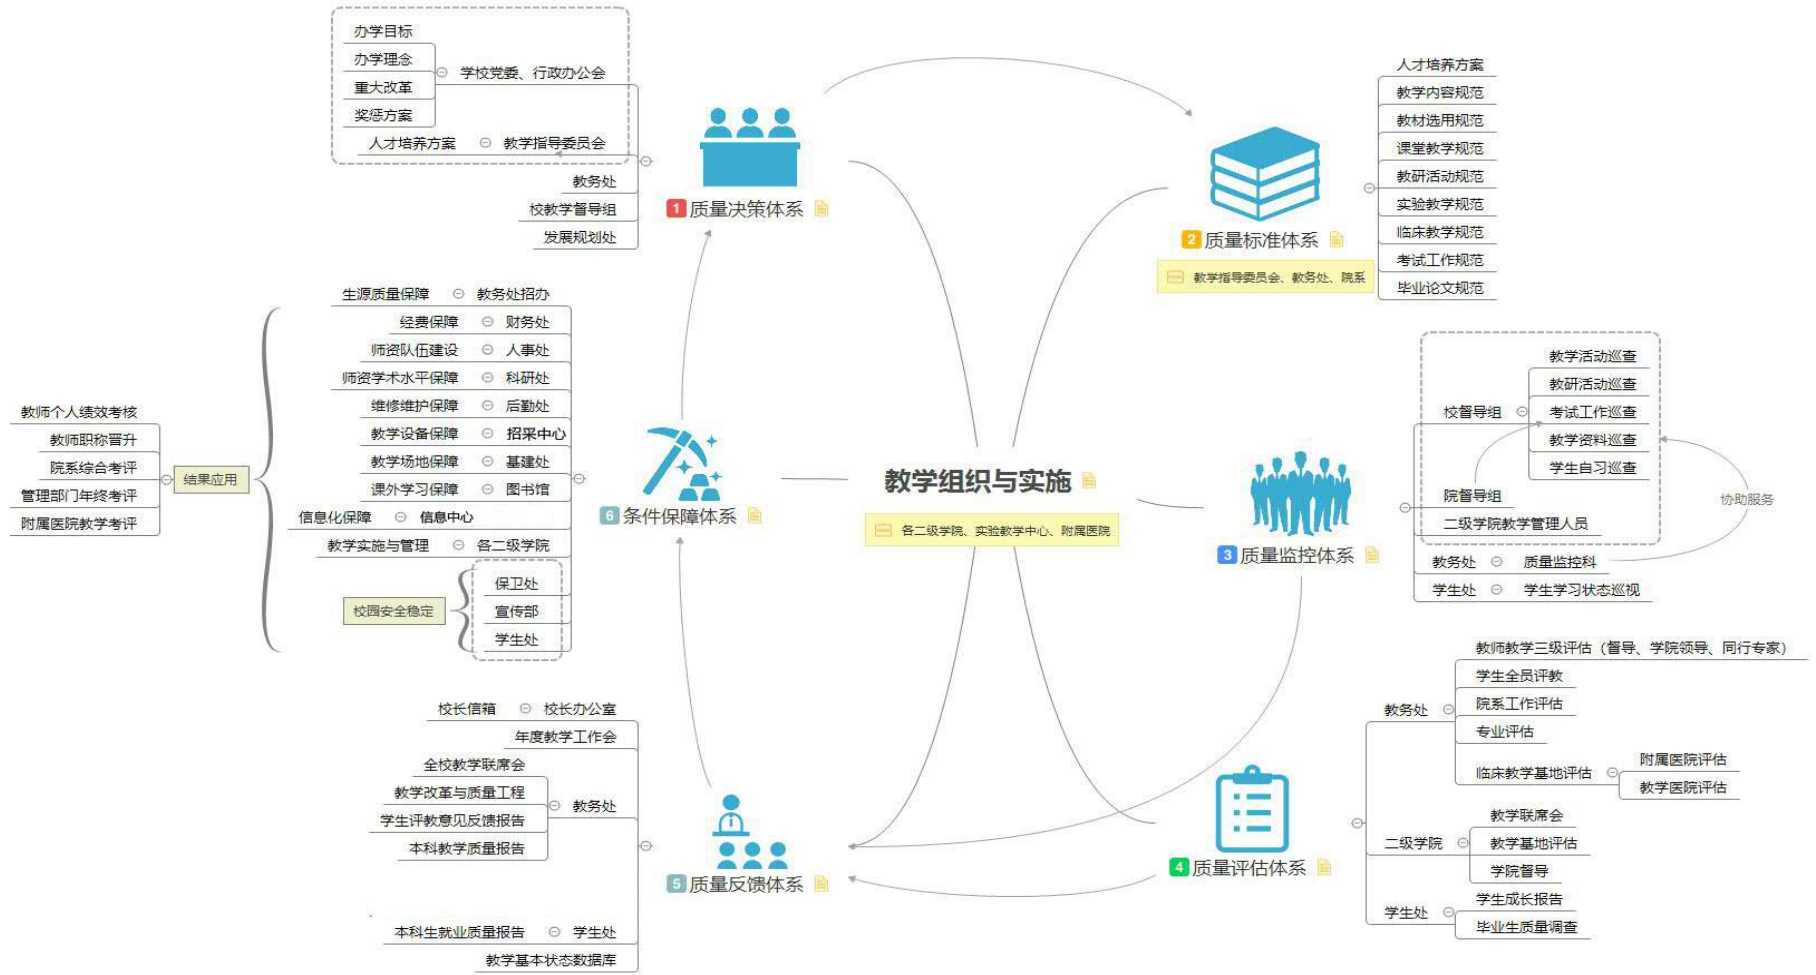 办学目标
办学理念
重大改革
奖惩方案
学校党委、行政办公会
人才培养方案
教学指导委员会
教务处
校教学督导组
发展规划处
1 质量决策体系
2 质量标准体系
教学指导委员会、教务处、院系
人才培养方案
教学内容规范
教材选用规范
课堂教学规范
教研活动规范
实验教学规范
临床教学规范
考试工作规范
毕业论文规范
教学组织与实施
各二级学院、实验教学中心、附属医院
3 质量监控体系
校督导组
教学活动巡查
教研活动巡查
考试工作巡查
教学资料巡查
学生自习巡查
院督导组
二级学院教学管理人员
教务处
质量监控科
学生处
学生学习状态巡视
协助服务
4 质量评估体系
教务处
教师教学三级评估（督导、学院领导、同行专家）
学生全员评教
院系工作评估
专业评估
临床教学基地评估
附属医院评估
教学医院评估
二级学院
教学联席会
教学基地评估
学院督导
学生处
学生成长报告
毕业生质量调查
5 质量反馈体系
校长信箱
校长办公室
年度教学工作会
全校教学联席会
教学改革与质量工程
学生评教意见反馈报告
本科教学质量报告
教务处
本科生就业质量报告
学生处
教学基本状态数据库
6 条件保障体系
生源质量保障
教务处招办
经费保障
财务处
师资队伍建设
人事处
师资学术水平保障
科研处
维修维护保障
后勤处
教学设备保障
招采中心
教学场地保障
基建处
课外学习保障
图书馆
信息化保障
信息中心
教学实施与管理
各二级学院
校园安全稳定
保卫处
宣传部
学生处
结果应用
教师个人绩效考核
教师职称晋升
院系综合考评
管理部门年终考评
附属医院教学考评